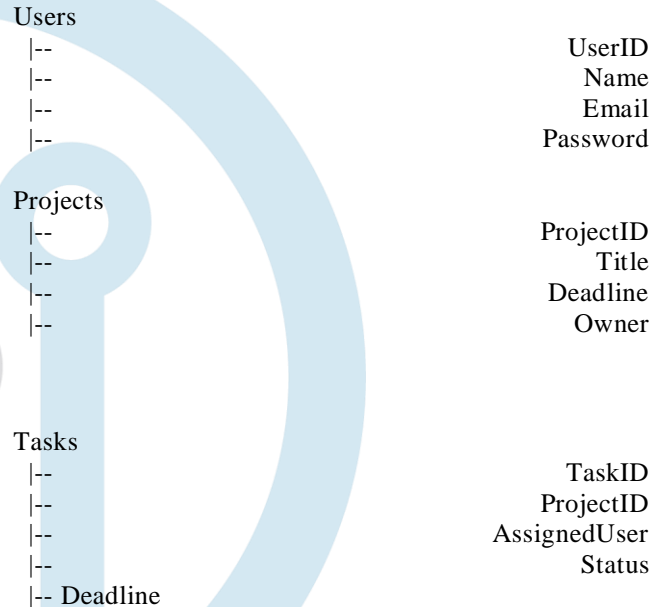 Users
|-- UserID
|-- Name
|-- Email
|-- Password
Projects
|-- ProjectID
|-- Title
|-- Deadline
|-- Owner
Tasks
|-- TaskID
|-- ProjectID
|-- AssignedUser
|-- Status
|-- Deadline